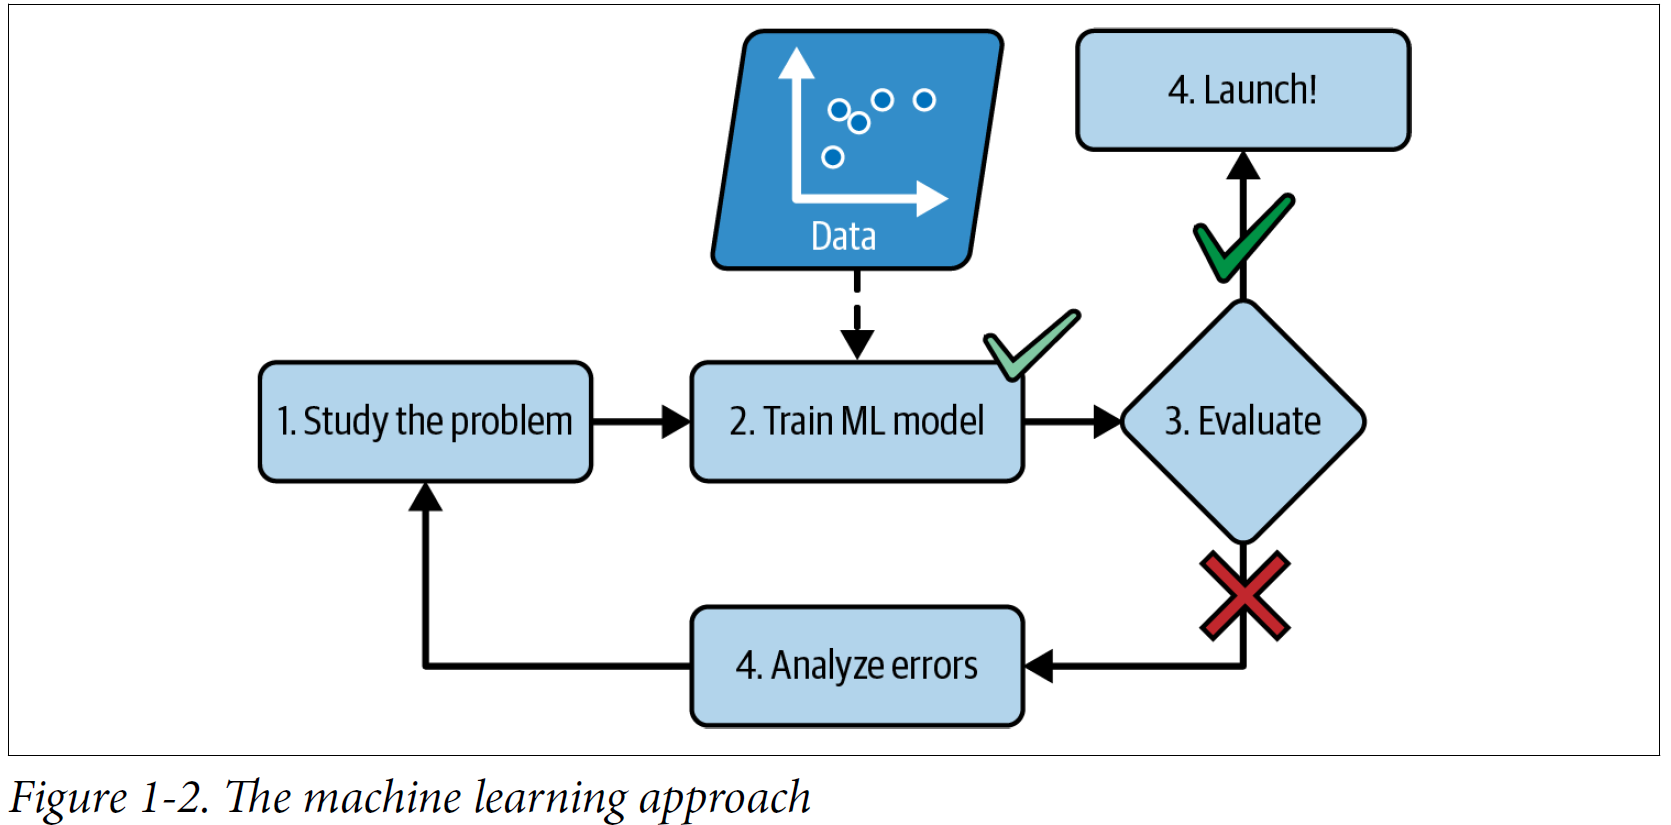 Data
4. Launch!
1. Study the problem
2. Train ML model
3. Evaluate
4. Analyze errors
Figure 1-2. The machine learning approach